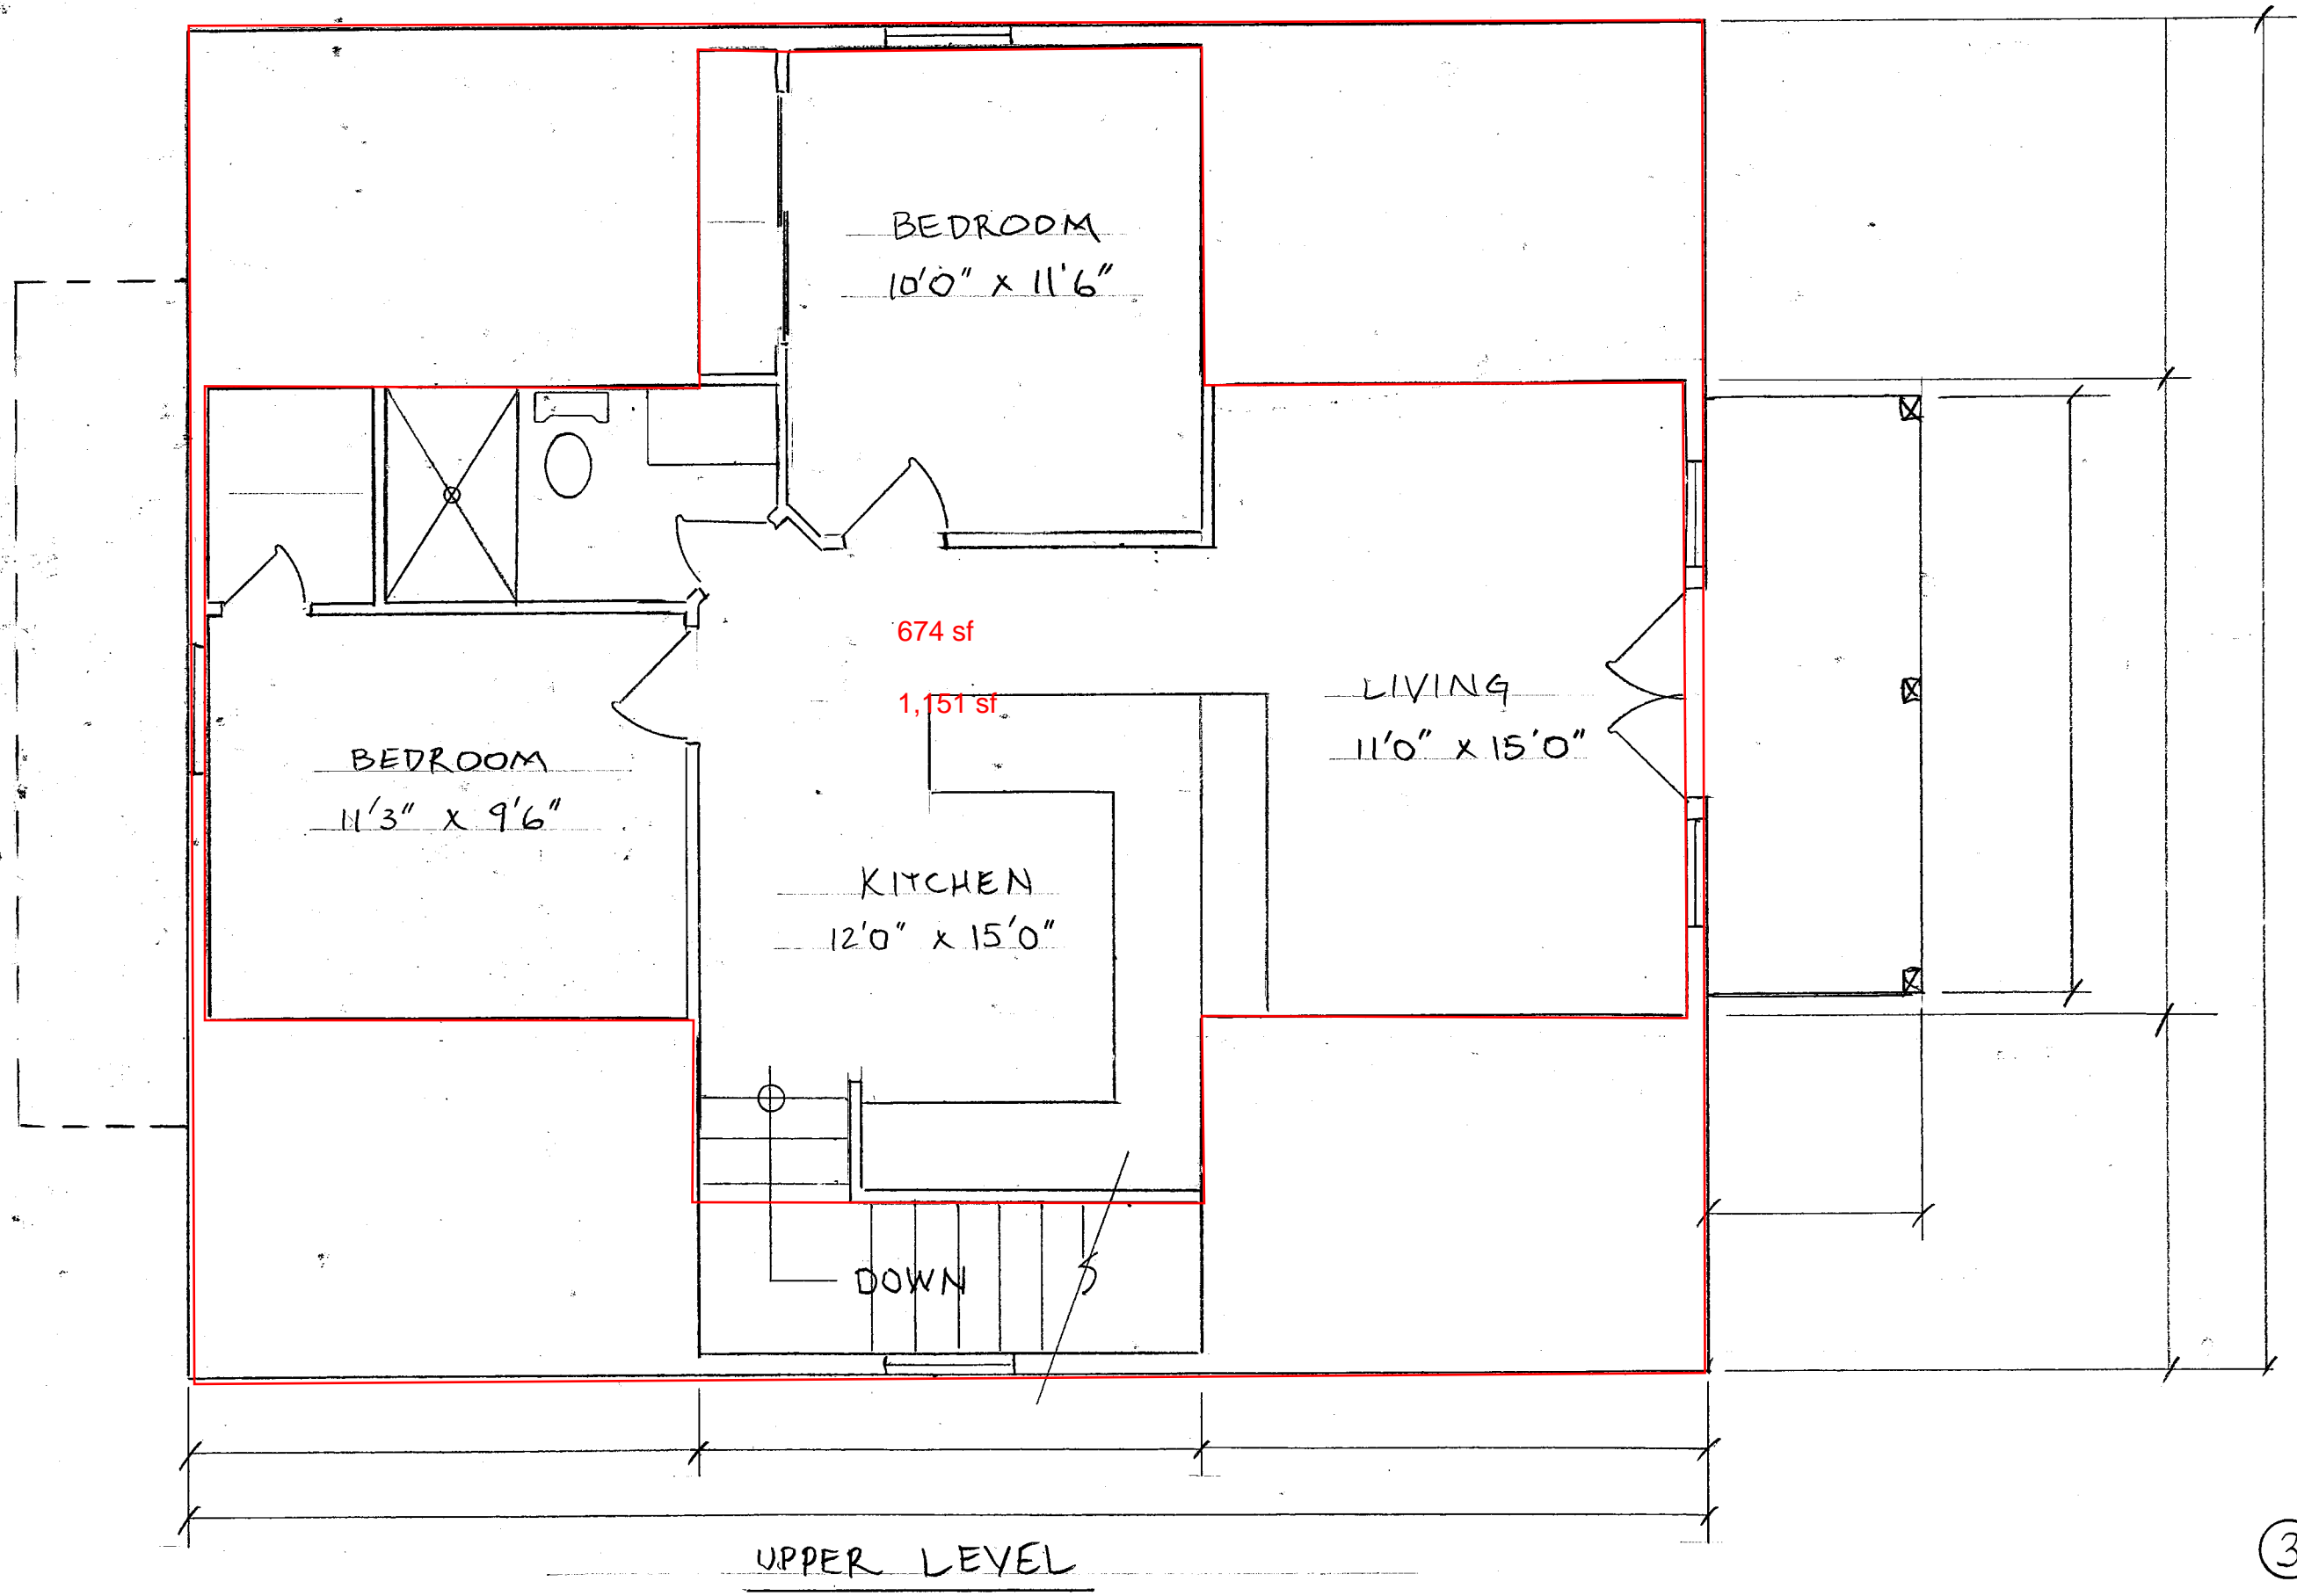 BEDROOM
10'0" x 11'6"
674 sf
1,151 sf
LIVING
11'0" x 15'0"
BEDROOM
11'3" x 9'6"
KITCHEN
12'0" x 15'0"
DOWN
UPPER LEVEL
3